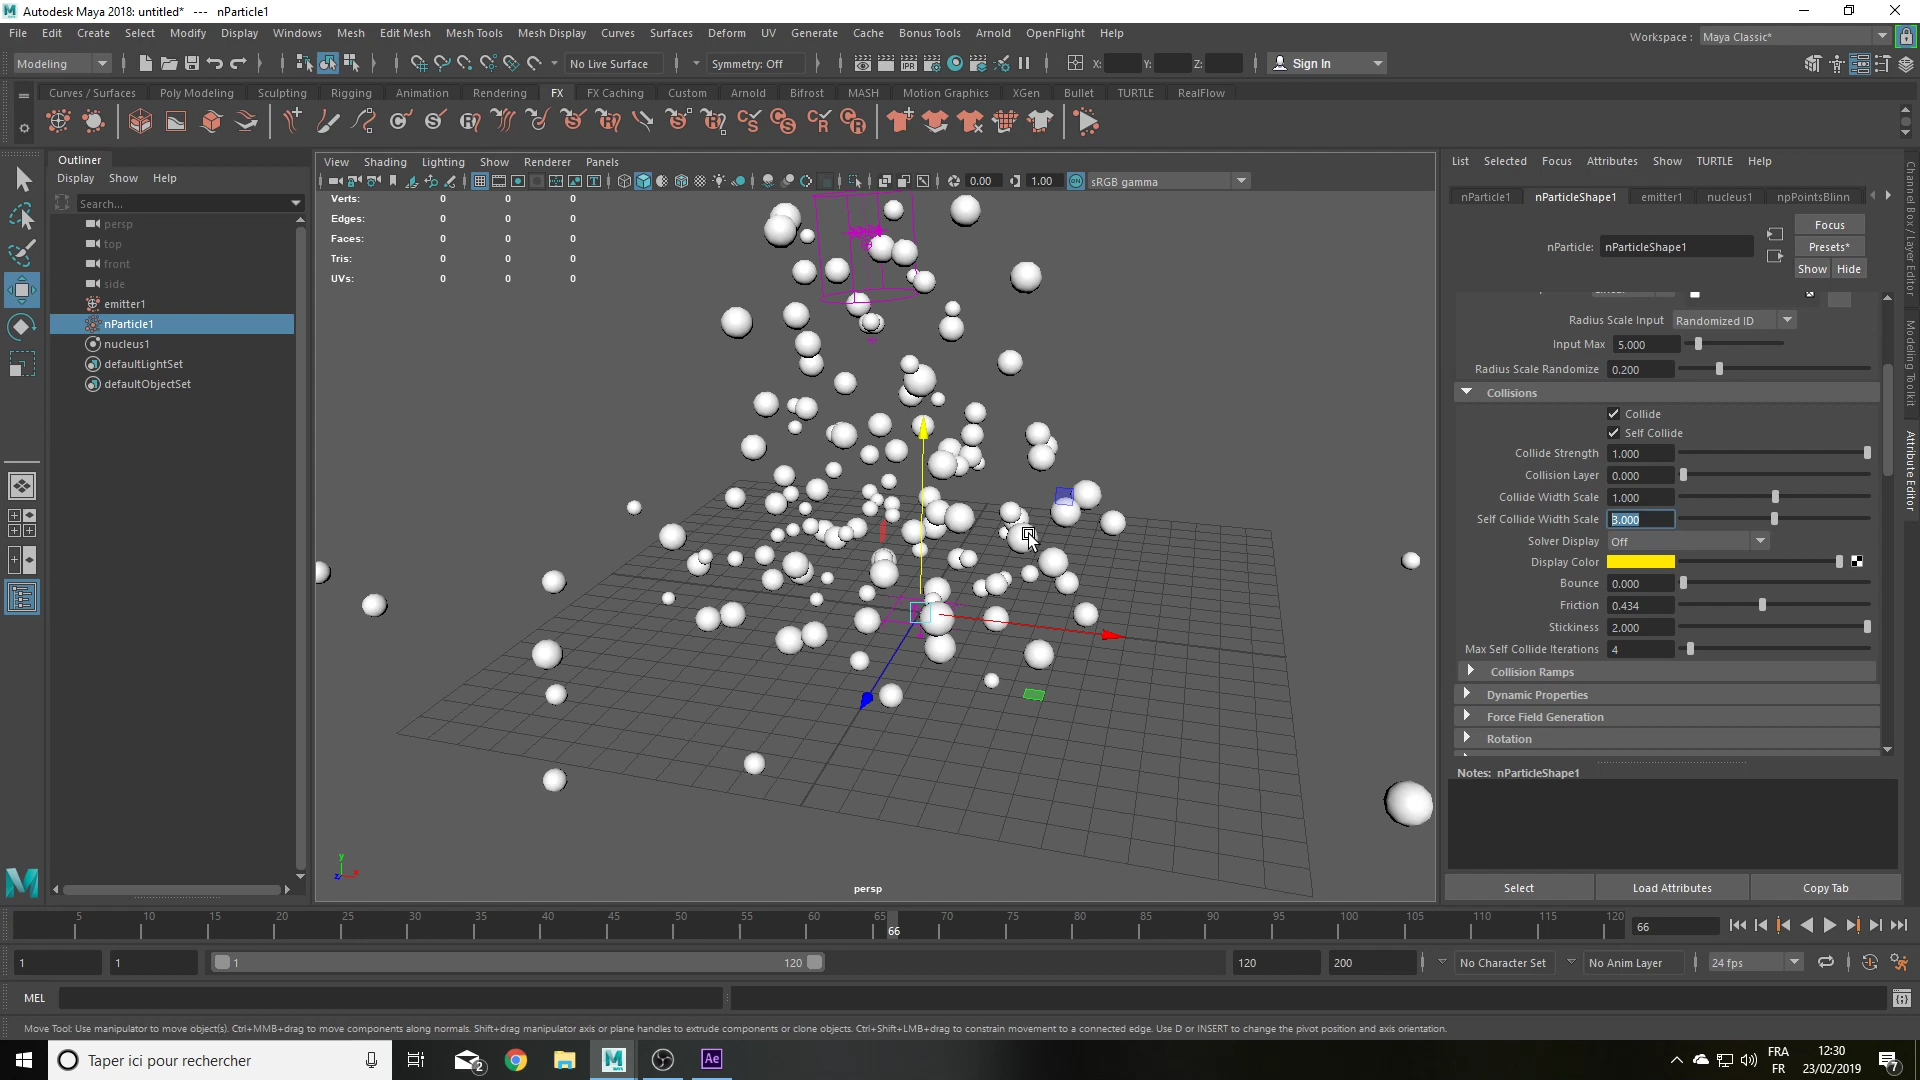 Autodesk Maya 2018: untitled* --- nParticle1
File Edit Create Select Modify Display Windows Mesh Edit Mesh Mesh Tools Mesh Display Curves Surfaces Deform UV Generate Cache Bonus Tools Arnold OpenFlight Help
Workspace : Maya Classic*
Modeling No Live Surface Symmetry: Off X: Y: Z: Sign In
Curves / Surfaces Poly Modeling Sculpting Rigging Animation Rendering FX FX Caching Custom Arnold Bifrost MASH Motion Graphics XGen Bullet TURTLE RealFlow
Outliner
Display Show Help
Search...
persp
top
front
side
emitter1
nParticle1
nucleus1
defaultLightSet
defaultObjectSet
View Shading Lighting Show Renderer Panels
0.00 1.00 sRGB gamma
Verts: 0 0 0
Edges: 0 0 0
Faces: 0 0 0
Tris: 0 0 0
UVs: 0 0 0
persp
List Selected Focus Attributes Show TURTLE Help
nParticle1 nParticleShape1 emitter1 nucleus1 npPointsBlinn
Focus
nParticle: nParticleShape1 Presets*
Show Hide
Radius Scale Input Randomized ID
Input Max 5.000
Radius Scale Randomize 0.200
Collisions
Collide
Self Collide
Collide Strength 1.000
Collision Layer 0.000
Collide Width Scale 1.000
Self Collide Width Scale 3.000
Solver Display Off
Display Color
Bounce 0.000
Friction 0.434
Stickiness 2.000
Max Self Collide Iterations 4
Collision Ramps
Dynamic Properties
Force Field Generation
Rotation
Notes: nParticleShape1
Select Load Attributes Copy Tab
Channel Box / Layer Editor
Modeling Toolkit
Attribute Editor
5 10 15 20 25 30 35 40 45 50 55 60 65 70 75 80 85 90 95 100 105 110 115 120
66 66
1 1 1 120 120 200 No Character Set No Anim Layer 24 fps
MEL
Move Tool: Use manipulator to move object(s). Ctrl+MMB+drag to move components along normals. Shift+drag manipulator axis or plane handles to extrude components or clone objects. Ctrl+Shift+LMB+drag to constrain movement to a connected edge. Use D or INSERT to change the pivot position and axis orientation.
Taper ici pour rechercher
2
Ae
FRA
FR
12:30
23/02/2019
7